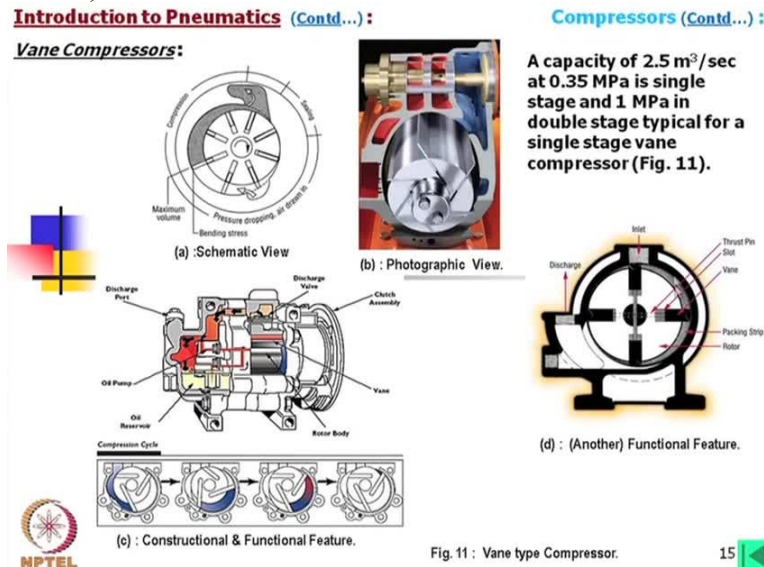 Introduction to Pneumatics (Contd...) :
Compressors (Contd...) :
Vane Compressors:
A capacity of 2.5 m³/sec
at 0.35 MPa is single
stage and 1 MPa in
double stage typical for a
single stage vane
compressor (Fig. 11).
Compression
Sealing
Maximum
volume
Pressure dropping, air drawn in
Bending stress
(a) :Schematic View
(b) : Photographic View.
Inlet
Discharge
Thrust Pin
Slot
Vane
Packing Strip
Rotor
(d) : (Another) Functional Feature.
Discharge
Port
Discharge
Valve
Clutch
Assembly
Oil Pump
Vane
Oil
Reservoir
Rotor Body
Compression Cycle
(c) : Constructional & Functional Feature.
Fig. 11 : Vane type Compressor.
15
NPTEL